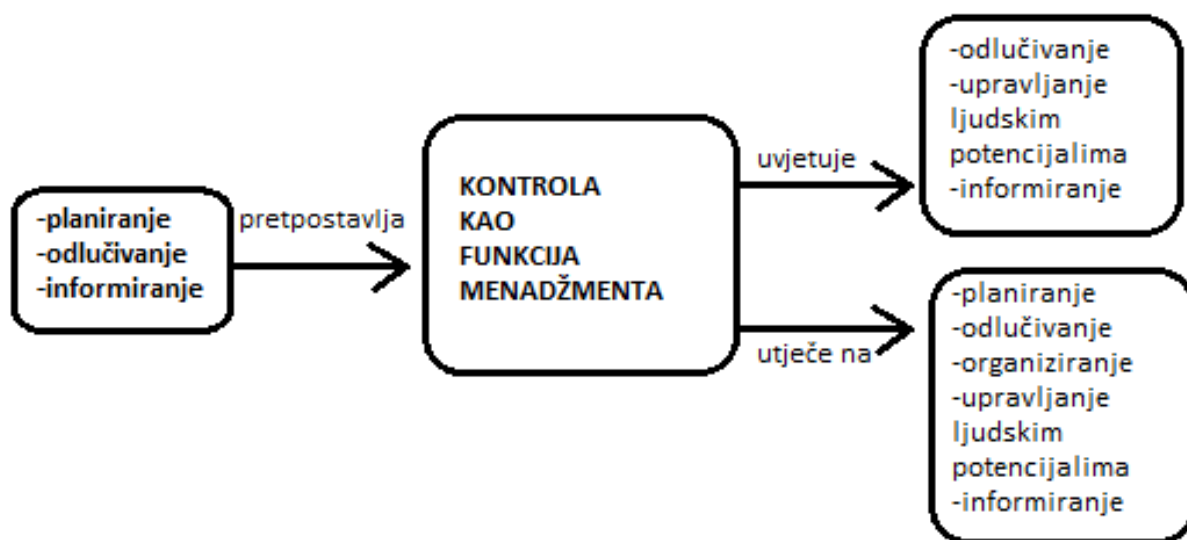 -planiranje
-odlučivanje
-informiranje
pretpostavlja
KONTROLA
KAO
FUNKCIJA
MENADŽMENTA
uvjetuje
-odlučivanje
-upravljanje
ljudskim
potencijalima
-informiranje
utječe na
-planiranje
-odlučivanje
-organiziranje
-upravljanje
ljudskim
potencijalima
-informiranje